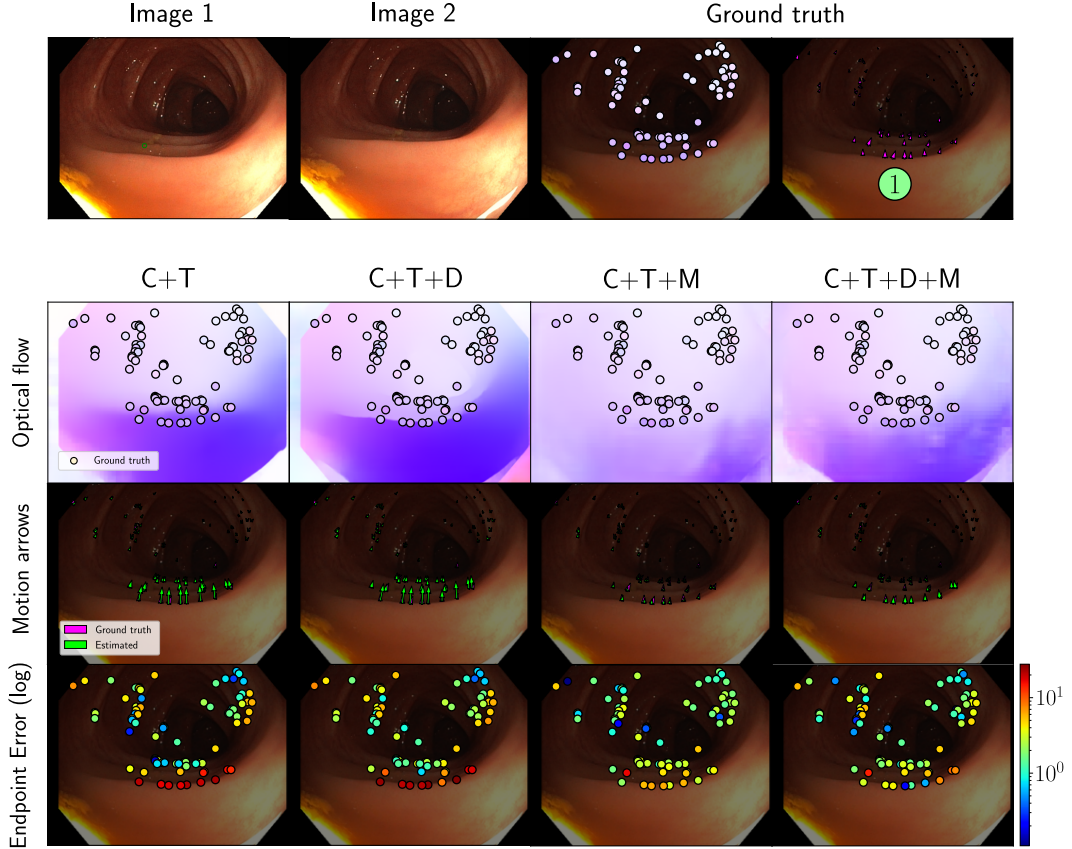 Image 1
Image 2
Ground truth
1
C+T
C+T+D
C+T+M
C+T+D+M
Optical flow
Ground truth
Motion arrows
Ground truth
Estimated
Endpoint Error (log)
10^1
10^0